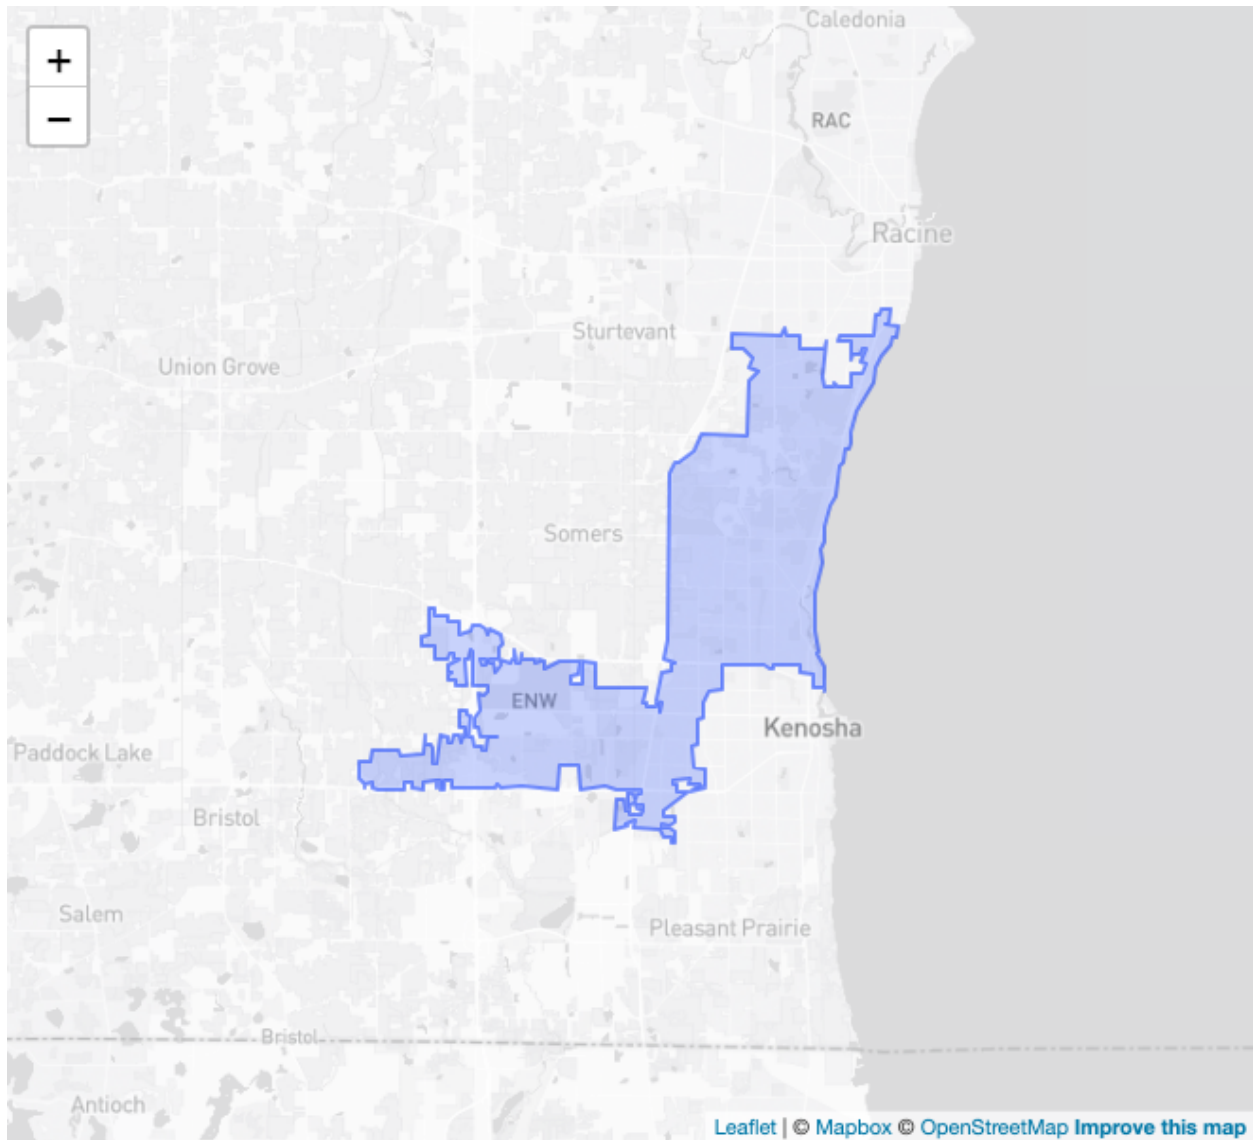 +
−
Caledonia
RAC
Racine
Sturtevant
Union Grove
Somers
ENW
Kenosha
Paddock Lake
Bristol
Salem
Pleasant Prairie
Bristol
Antioch
Leaflet | © Mapbox © OpenStreetMap Improve this map